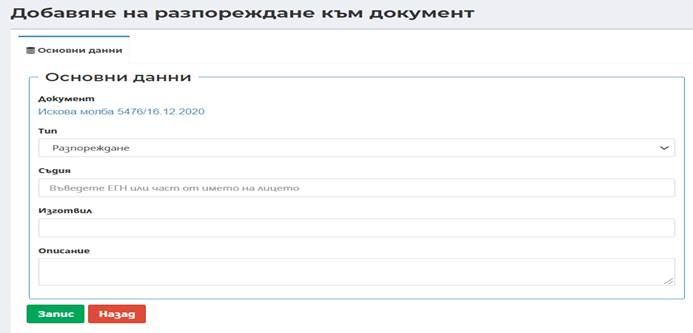 Добавяне на разпореждане към документ
Основни данни
Основни данни
Документ
Искова молба 5476/16.12.2020
Тип
Разпореждане
Съдия
Въведете ЕГН или част от името на лицето
Изготвил
Описание
Запис Назад